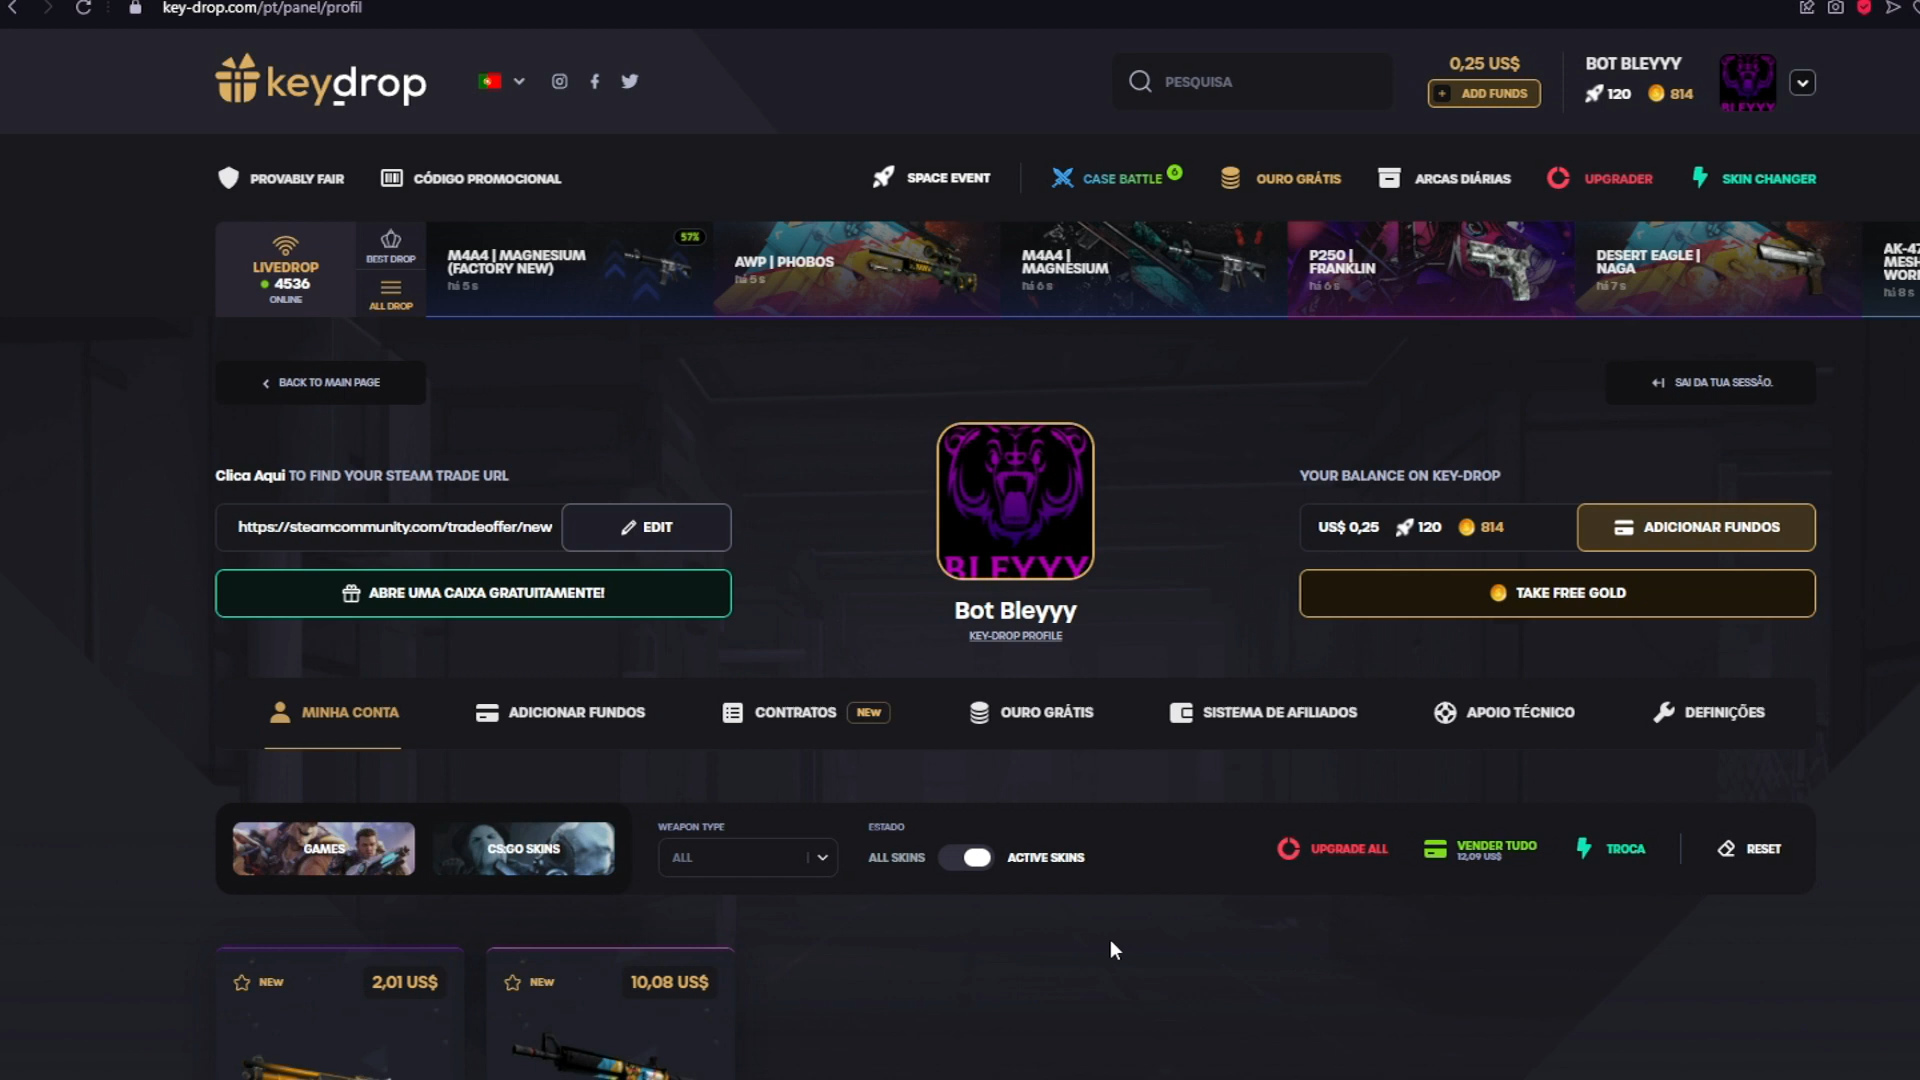 key-drop.com/pt/panel/profil
keydrop
PESQUISA
0,25 US$
+ ADD FUNDS
BOT BLEYYY
120 814
BLEYYY
PROVABLY FAIR
CÓDIGO PROMOCIONAL
SPACE EVENT
CASE BATTLE 6
OURO GRÁTIS
ARCAS DIÁRIAS
UPGRADER
SKIN CHANGER
LIVEDROP
4536
ONLINE
BEST DROP
ALL DROP
M4A4 | MAGNESIUM
(FACTORY NEW)
há 5 s
57%
AWP | PHOBOS
há 5 s
M4A4 |
MAGNESIUM
há 6 s
P250 |
FRANKLIN
há 6 s
DESERT EAGLE |
NAGA
há 7 s
AK-47
MESH
WOR
há 8 s
BACK TO MAIN PAGE
SAI DA TUA SESSÃO.
Clica Aqui TO FIND YOUR STEAM TRADE URL
https://steamcommunity.com/tradeoffer/new
EDIT
ABRE UMA CAIXA GRATUITAMENTE!
BLEYYY
Bot Bleyyy
KEY-DROP PROFILE
YOUR BALANCE ON KEY-DROP
US$ 0,25 120 814
ADICIONAR FUNDOS
TAKE FREE GOLD
MINHA CONTA
ADICIONAR FUNDOS
CONTRATOS NEW
OURO GRÁTIS
SISTEMA DE AFILIADOS
APOIO TÉCNICO
DEFINIÇÕES
GAMES
CS:GO SKINS
WEAPON TYPE
ALL
ESTADO
ALL SKINS
ACTIVE SKINS
UPGRADE ALL
VENDER TUDO
12,09 US$
TROCA
RESET
NEW
2,01 US$
NEW
10,08 US$